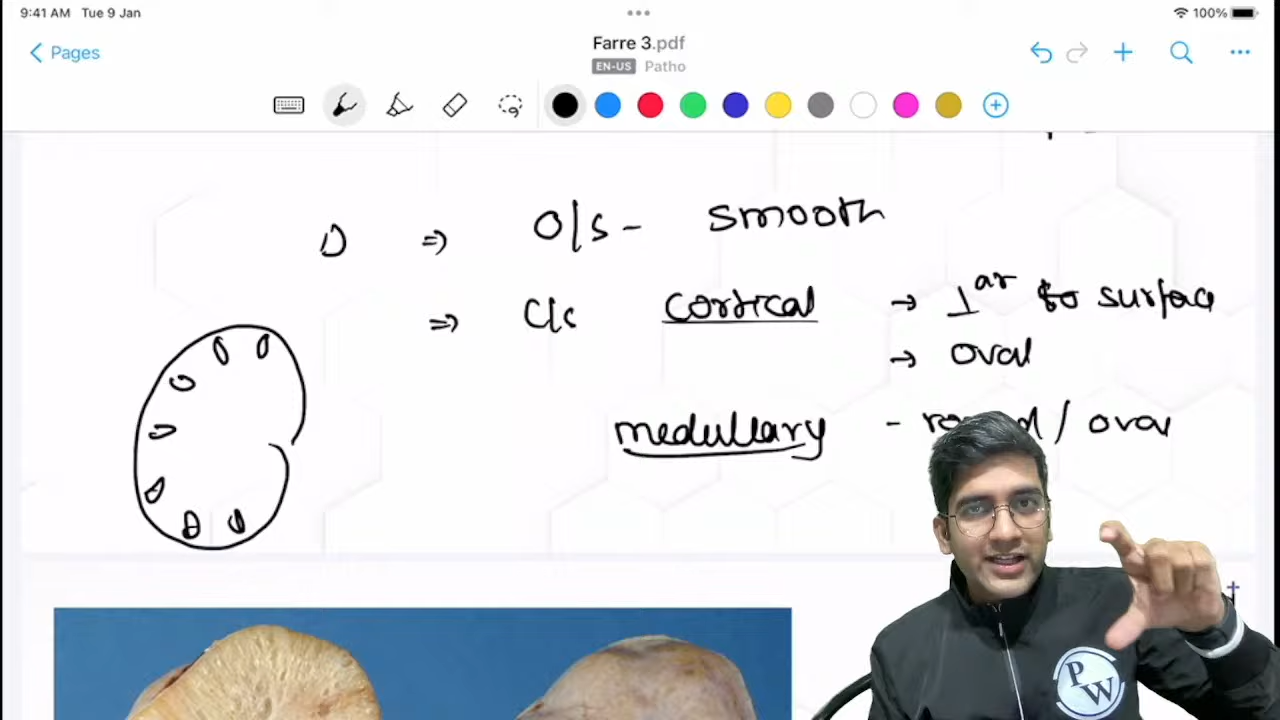 9:41 AM Tue 9 Jan
100%
Pages
Farre 3.pdf
EN-US Patho
D ⇒ O/S - smooth
⇒ C/s cortical → ⊥ar to surface
→ oval
medullary - / oval
PW